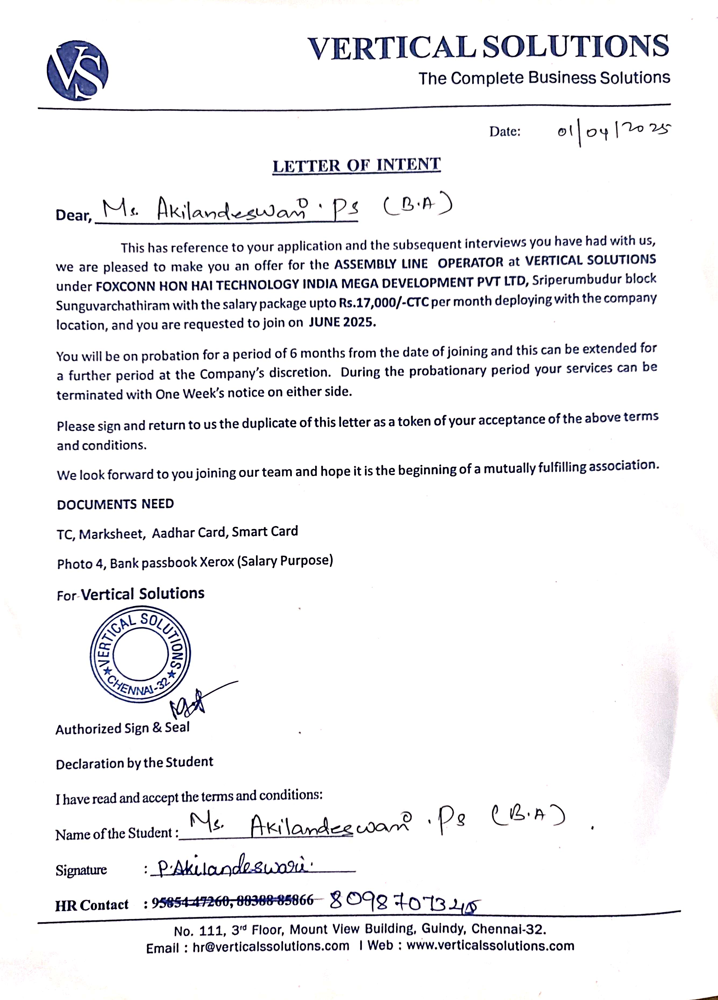 VS
VERTICAL SOLUTIONS
The Complete Business Solutions
Date: 01/04/2025
LETTER OF INTENT
Dear, Ms. Akilandeswari . Ps (B.A)
This has reference to your application and the subsequent interviews you have had with us,
we are pleased to make you an offer for the ASSEMBLY LINE OPERATOR at VERTICAL SOLUTIONS
under FOXCONN HON HAI TECHNOLOGY INDIA MEGA DEVELOPMENT PVT LTD, Sriperumbudur block
Sunguvarchathiram with the salary package upto Rs.17,000/-CTC per month deploying with the company
location, and you are requested to join on JUNE 2025.
You will be on probation for a period of 6 months from the date of joining and this can be extended for
a further period at the Company's discretion. During the probationary period your services can be
terminated with One Week's notice on either side.
Please sign and return to us the duplicate of this letter as a token of your acceptance of the above terms
and conditions.
We look forward to you joining our team and hope it is the beginning of a mutually fulfilling association.
DOCUMENTS NEED
TC, Marksheet, Aadhar Card, Smart Card
Photo 4, Bank passbook Xerox (Salary Purpose)
For Vertical Solutions
VERTICAL SOLUTIONS
★ CHENNAI-32 ★
Authorized Sign & Seal
Declaration by the Student
I have read and accept the terms and conditions:
Name of the Student : Ms. Akilandeswari . Ps (B.A)
Signature : P.Akilandeswari.
HR Contact : 95854 47260, 88388 85866
No. 111, 3rd Floor, Mount View Building, Guindy, Chennai-32.
Email : hr@verticalssolutions.com I Web : www.verticalssolutions.com